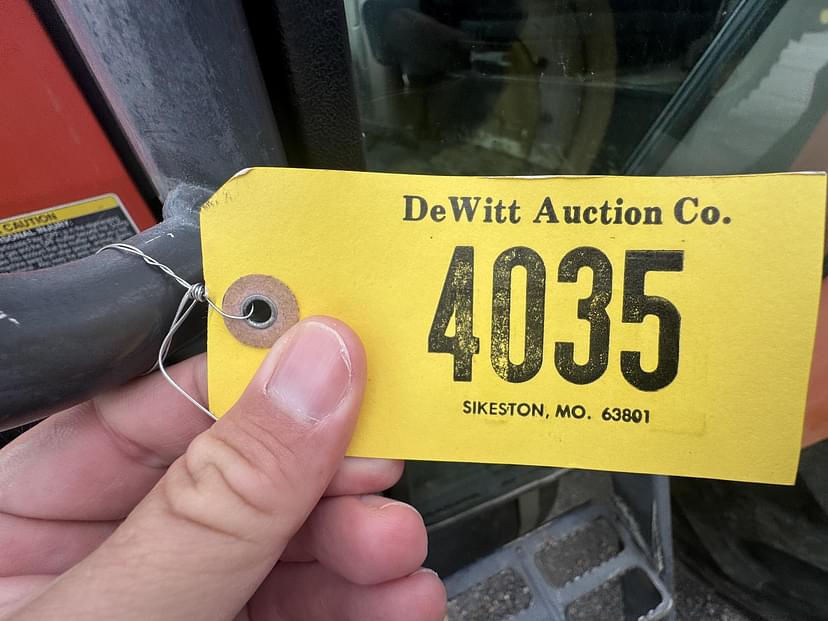 DeWitt Auction Co.
4035
SIKESTON, MO. 63801
CAUTION